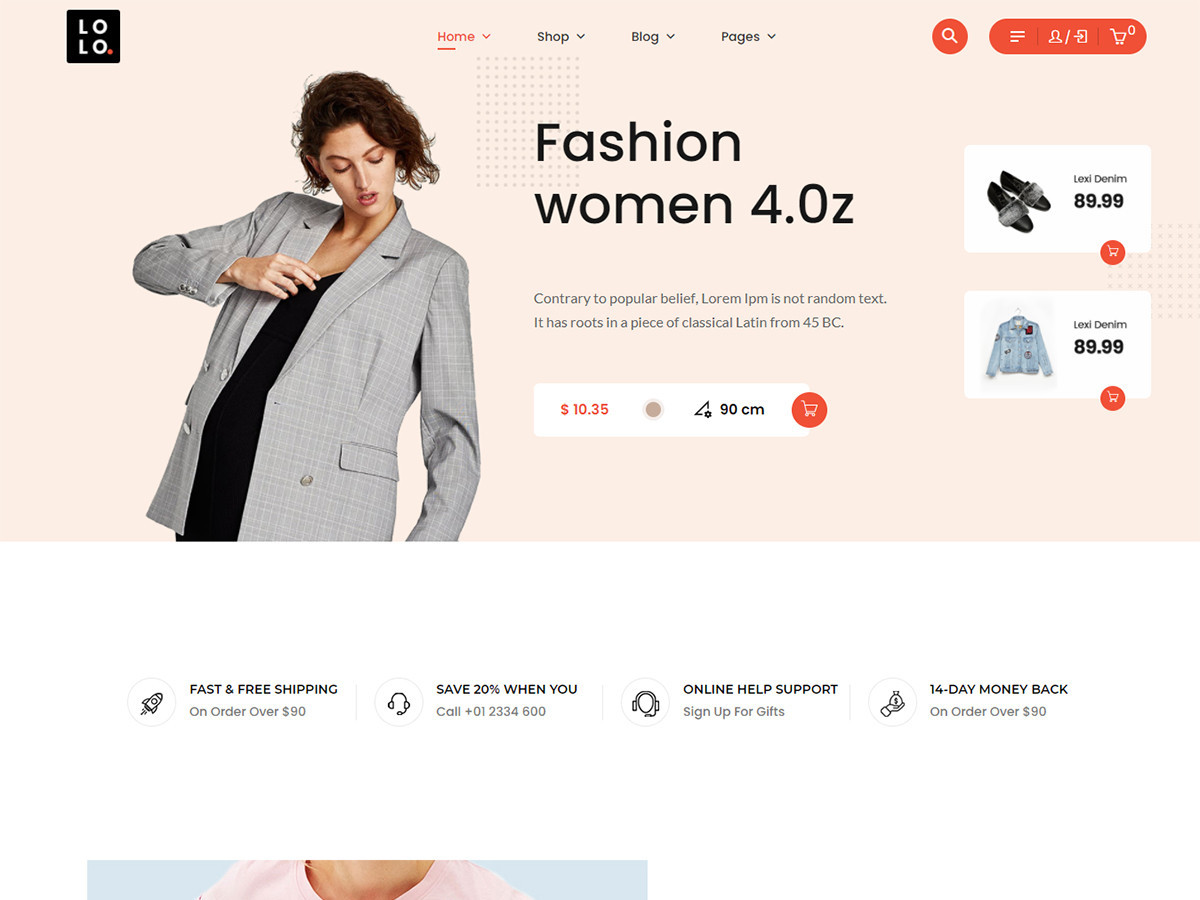 LO
LO.
Home
Shop
Blog
Pages
/
0
Fashion
women 4.0z
Contrary to popular belief, Lorem Ipm is not random text.
It has roots in a piece of classical Latin from 45 BC.
$ 10.35
90 cm
Lexi Denim
89.99
Lexi Denim
89.99
FAST & FREE SHIPPING
On Order Over $90
SAVE 20% WHEN YOU
Call +01 2334 600
ONLINE HELP SUPPORT
Sign Up For Gifts
14-DAY MONEY BACK
On Order Over $90